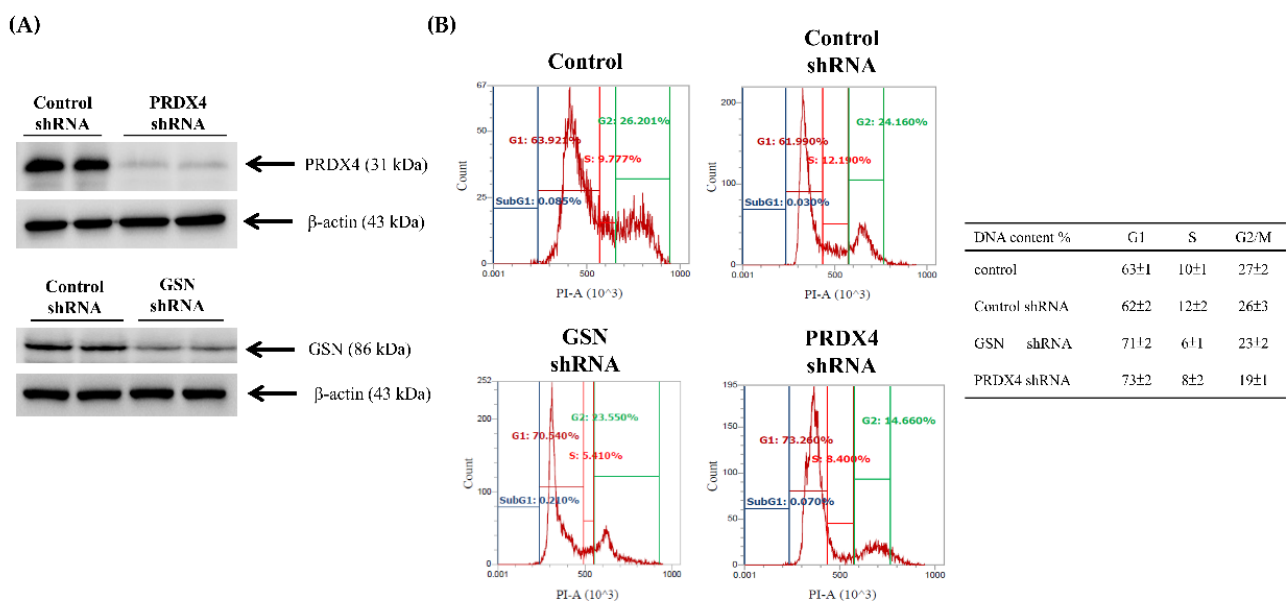 (A)
Control
shRNA
PRDX4
shRNA
PRDX4 (31 kDa)
β-actin (43 kDa)
Control
shRNA
GSN
shRNA
GSN (86 kDa)
β-actin (43 kDa)
(B)
Control
67
50
25
0
Count
G1: 63.921%
S: 9.777%
G2: 26.201%
SubG1: 0.085%
0.001 500 1000
PI-A (10^3)
Control
shRNA
200
100
0
Count
G1: 61.990%
S: 12.190%
G2: 24.160%
SubG1: 0.030%
0.001 500 1000
PI-A (10^3)
GSN
shRNA
252
200
100
0
Count
G1: 70.540%
S: 5.410%
G2: 23.550%
SubG1: 0.210%
0.001 500 1000
PI-A (10^3)
PRDX4
shRNA
195
150
100
50
0
Count
G1: 73.260%
S: 8.400%
G2: 14.660%
SubG1: 0.070%
0.001 500 1000
PI-A (10^3)
DNA content % G1 S G2/M
control 63±1 10±1 27±2
Control shRNA 62±2 12±2 26±3
GSN shRNA 71±2 6±1 23±2
PRDX4 shRNA 73±2 8±2 19±1